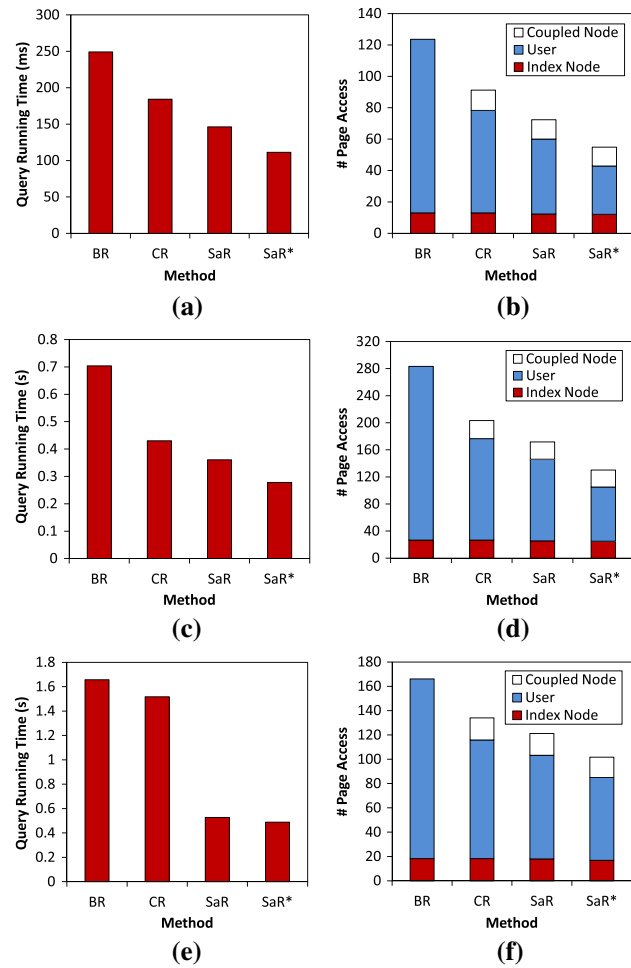 300
250
200
150
100
50
0
Query Running Time (ms)
BR CR SaR SaR*
Method
(a)
140
120
100
80
60
40
20
0
# Page Access
Coupled Node
User
Index Node
BR CR SaR SaR*
Method
(b)
0.8
0.7
0.6
0.5
0.4
0.3
0.2
0.1
0
Query Running Time (s)
BR CR SaR SaR*
Method
(c)
320
280
240
200
160
120
80
40
0
# Page Access
Coupled Node
User
Index Node
BR CR SaR SaR*
Method
(d)
1.8
1.6
1.4
1.2
1
0.8
0.6
0.4
0.2
0
Query Running Time (s)
BR CR SaR SaR*
Method
(e)
180
160
140
120
100
80
60
40
20
0
# Page Access
Coupled Node
User
Index Node
BR CR SaR SaR*
Method
(f)